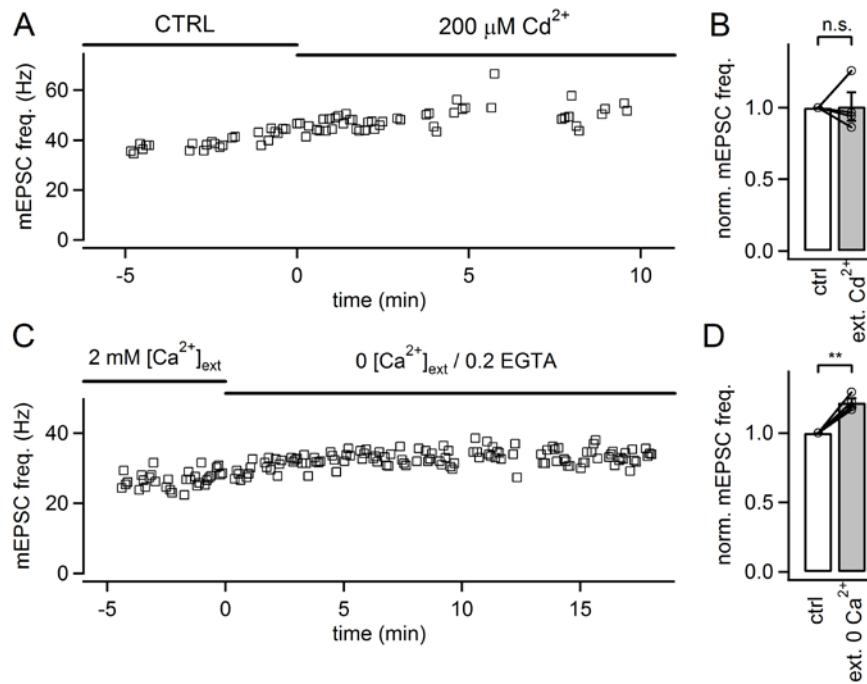 A
CTRL
200 μM Cd²⁺
mEPSC freq. (Hz)
60
40
20
0
-5
0
5
10
time (min)
B
n.s.
norm. mEPSC freq.
1.0
0.5
0.0
ctrl
ext. Cd²⁺
C
2 mM [Ca²⁺]ext
0 [Ca²⁺]ext / 0.2 EGTA
mEPSC freq. (Hz)
40
20
0
-5
0
5
10
15
time (min)
D
**
norm. mEPSC freq.
1.0
0.5
0.0
ctrl
ext. 0 Ca²⁺